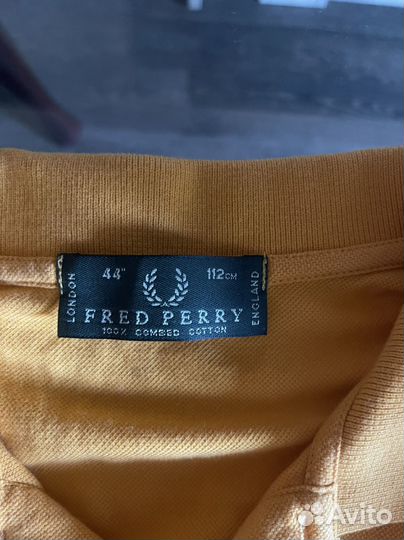 44" 112CM
LONDON
FRED PERRY
ENGLAND
100% COMBED COTTON
Avito